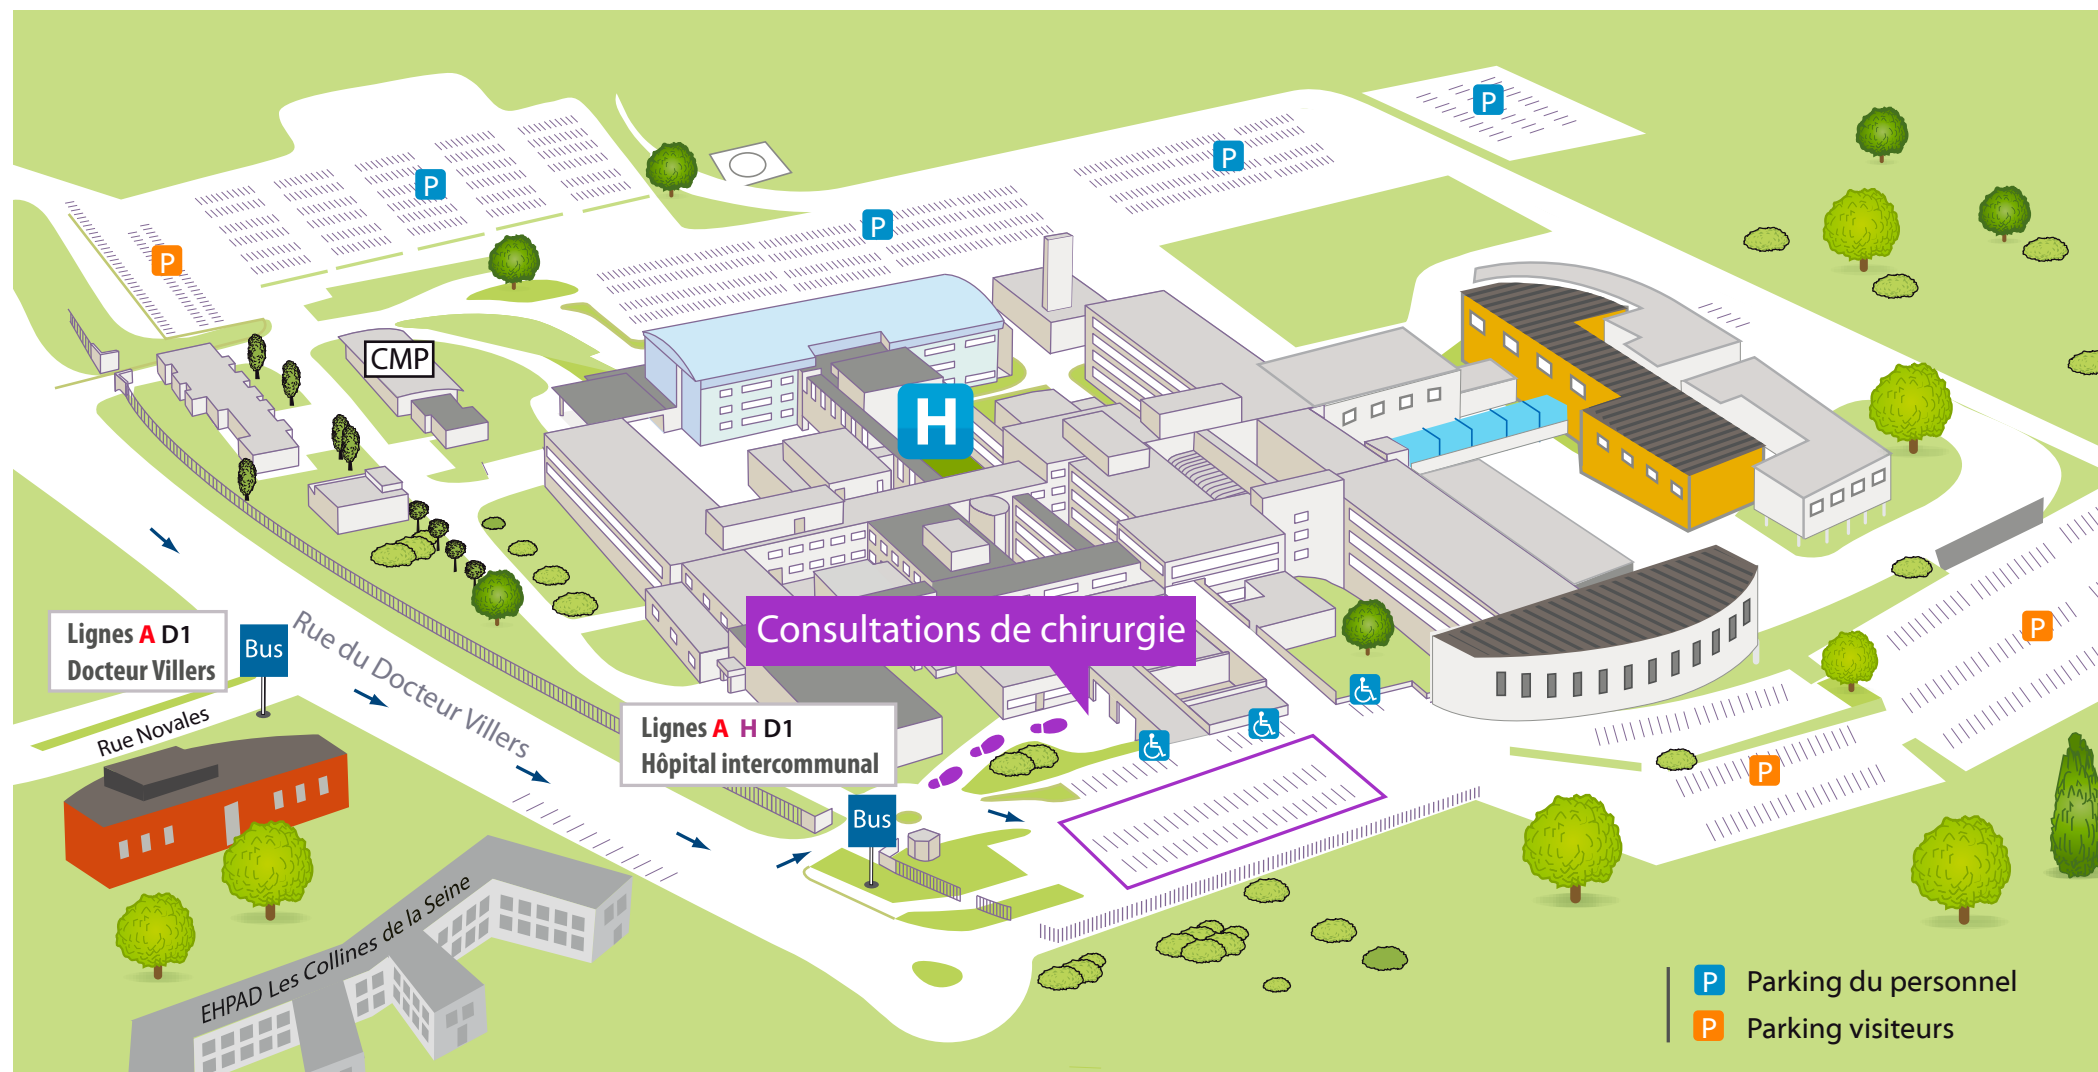 P
P
P
P
P
CMP
H
Lignes A D1
Docteur Villers
Bus
Rue du Docteur Villers
Rue Novales
Consultations de chirurgie
P
Lignes A H D1
Hôpital intercommunal
Bus
P
EHPAD Les Collines de la Seine
P Parking du personnel
P Parking visiteurs